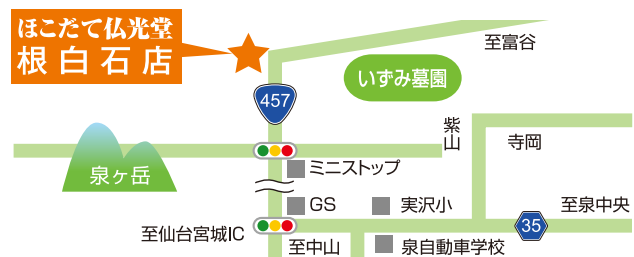 ほこだて仏光堂
根白石店
至富谷
いずみ墓園
457
紫山
寺岡
泉ヶ岳
ミニストップ
GS
実沢小
至泉中央
35
至仙台宮城IC
至中山
泉自動車学校